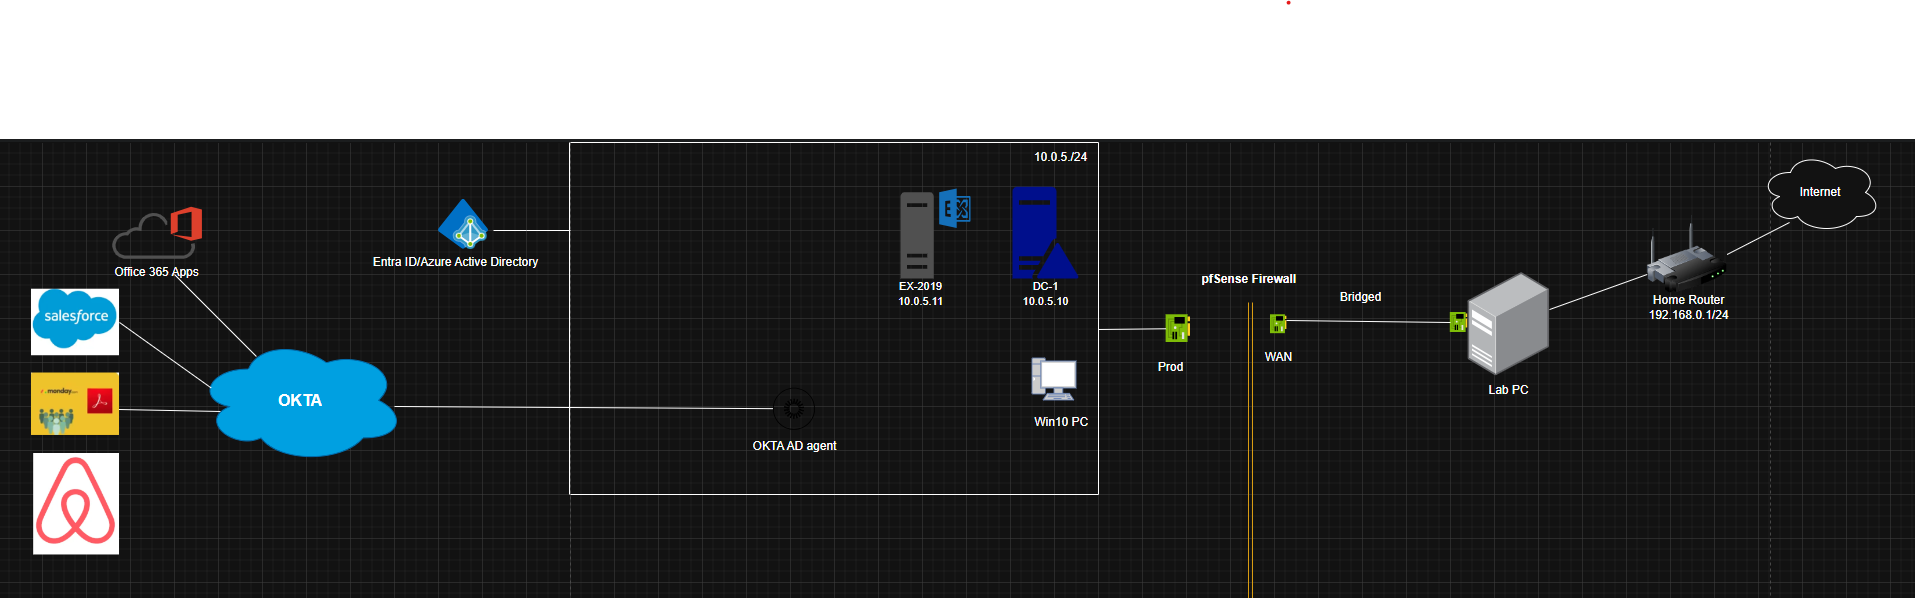 10.0.5./24
Internet
Office 365 Apps
Entra ID/Azure Active Directory
EX-2019
10.0.5.11
DC-1
10.0.5.10
pfSense Firewall
Bridged
Home Router
192.168.0.1/24
salesforce
Prod
WAN
Lab PC
monday
OKTA
Win10 PC
OKTA AD agent